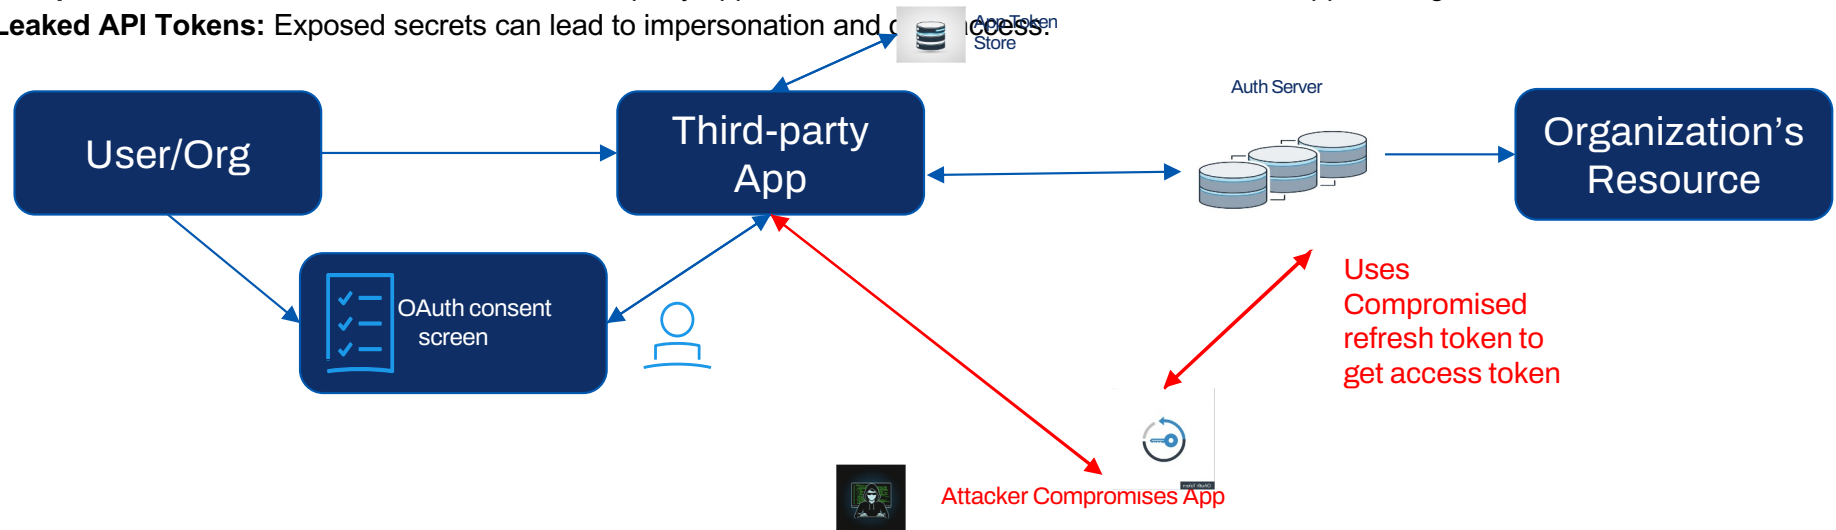 Leaked API Tokens: Exposed secrets can lead to impersonation and access.
App Token
Store
Auth Server
User/Org
Third-party
App
Organization's
Resource
OAuth consent
screen
Uses
Compromised
refresh token to
get access token
Attacker Compromises App